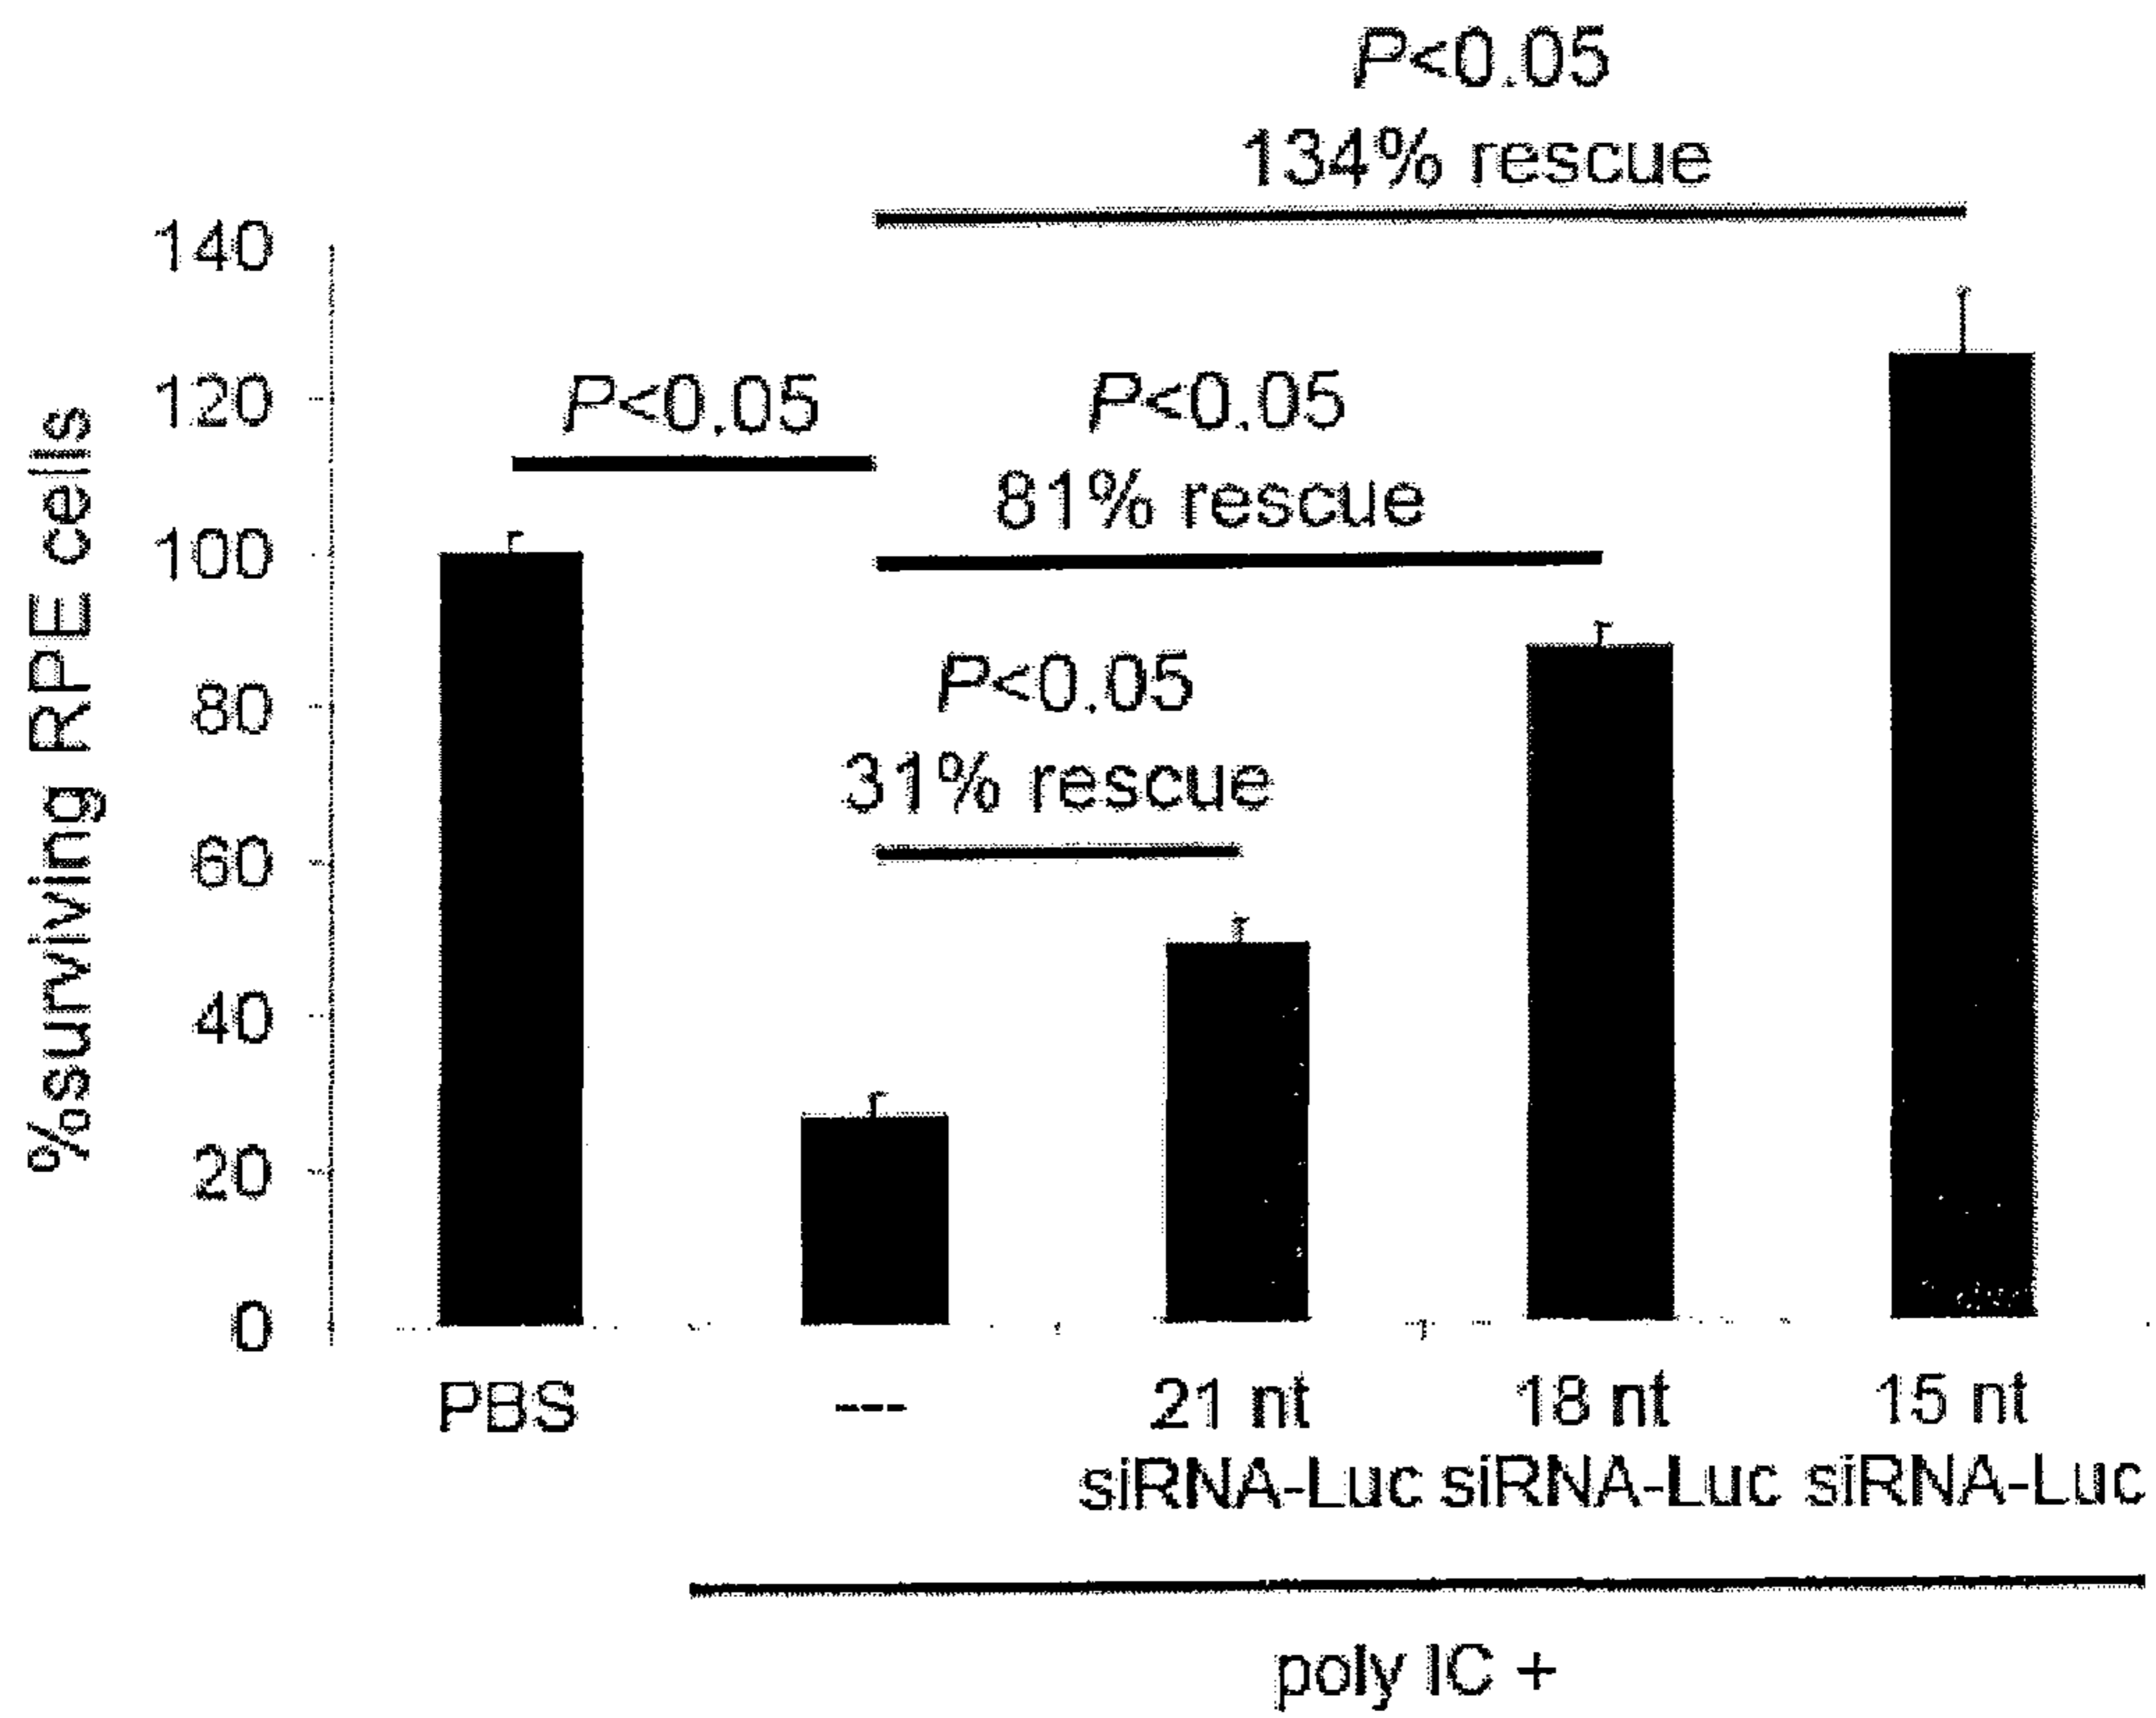 P<0.05
134% rescue
140
120
100
80
60
40
20
0
%surviving RPE cells
P<0.05
P<0.05
81% rescue
P<0.05
31% rescue
PBS
---
21 nt
siRNA-Luc
18 nt
siRNA-Luc
15 nt
siRNA-Luc
poly IC +